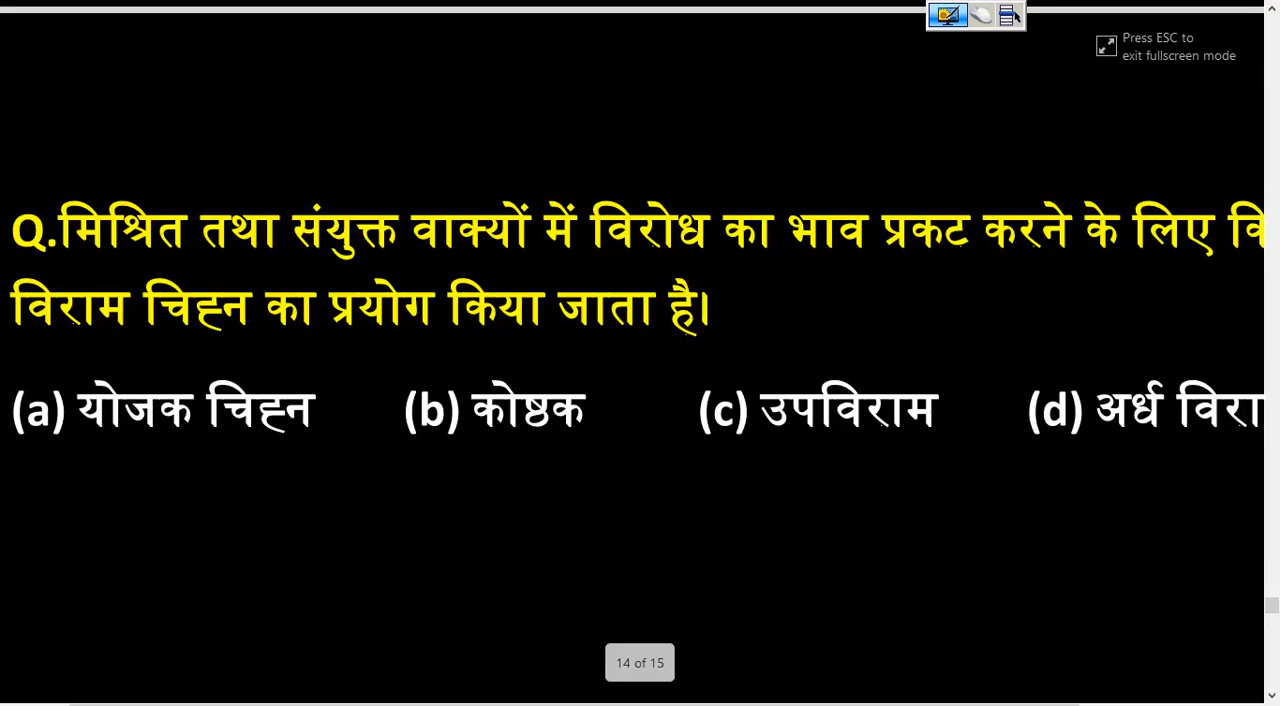 Press ESC to
exit fullscreen mode
Q.मिश्रित तथा संयुक्त वाक्यों में विरोध का भाव प्रकट करने के लिए
विराम चिह्न का प्रयोग किया जाता है।
(a) योजक चिह्न (b) कोष्ठक (c) उपविराम (d) अर्ध
14 of 15